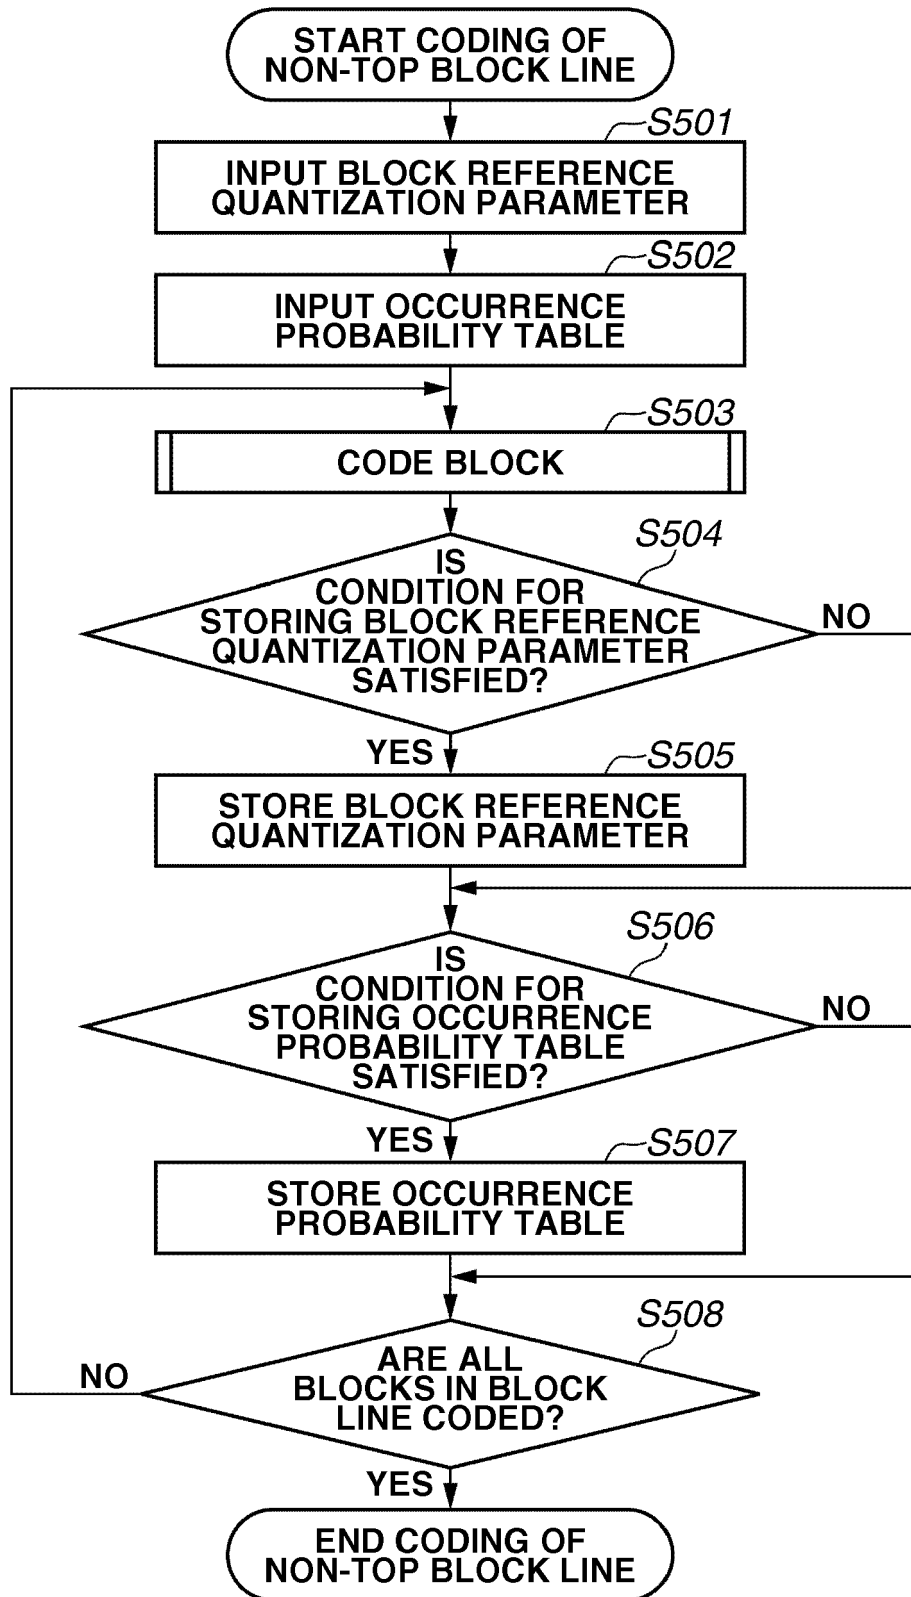 START CODING OF
NON-TOP BLOCK LINE
S501
INPUT BLOCK REFERENCE
QUANTIZATION PARAMETER
S502
INPUT OCCURRENCE
PROBABILITY TABLE
S503
CODE BLOCK
S504
IS
CONDITION FOR
STORING BLOCK REFERENCE
QUANTIZATION PARAMETER
SATISFIED?
NO
YES
S505
STORE BLOCK REFERENCE
QUANTIZATION PARAMETER
S506
IS
CONDITION FOR
STORING OCCURRENCE
PROBABILITY TABLE
SATISFIED?
NO
YES
S507
STORE OCCURRENCE
PROBABILITY TABLE
S508
ARE ALL
BLOCKS IN BLOCK
LINE CODED?
NO
YES
END CODING OF
NON-TOP BLOCK LINE